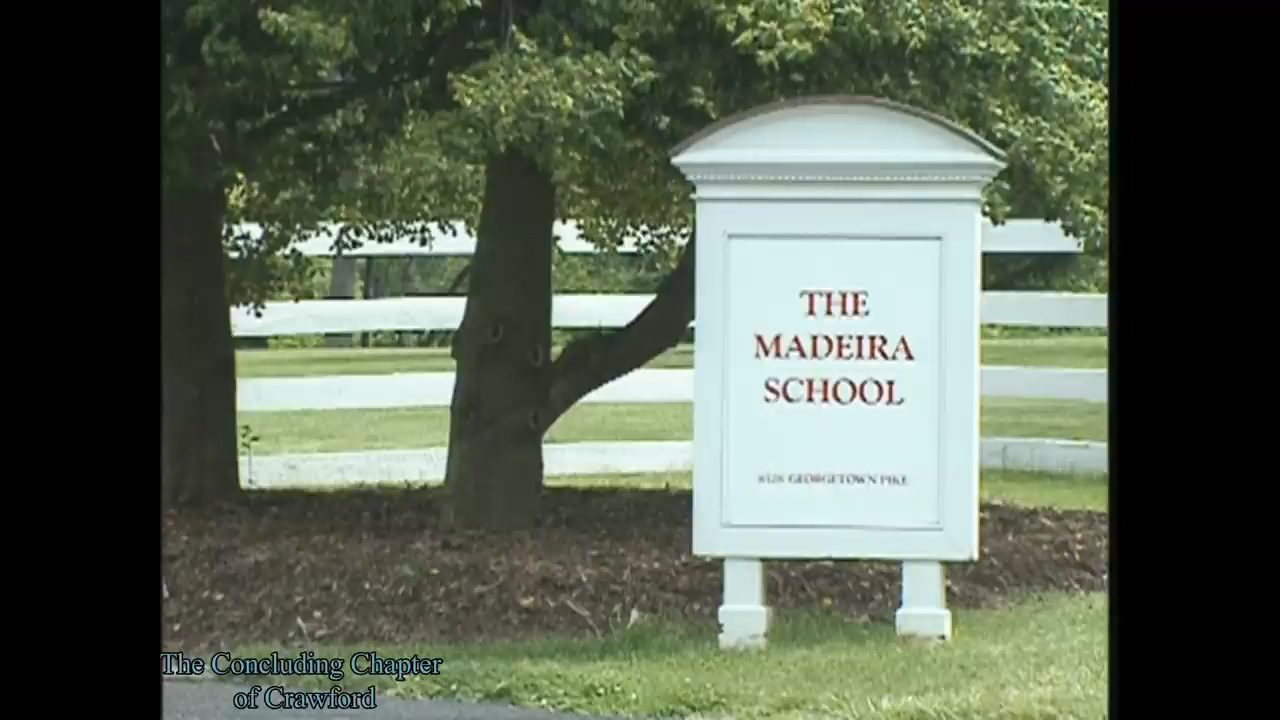 THE
MADEIRA
SCHOOL
GEORGETOWN PIKE
The Concluding Chapter
of Crawford